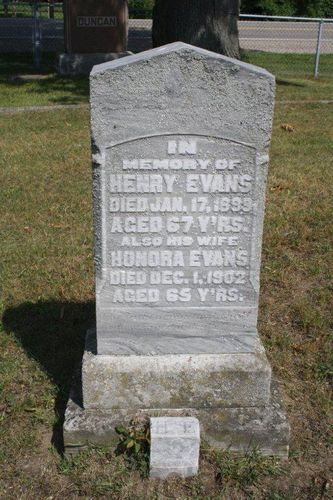 DUNCAN
IN
MEMORY OF
HENRY EVANS
DIED JAN. 17, 1899
AGED 67 Y'RS.
ALSO HIS WIFE
HONORA EVANS
DIED DEC. 1, 1902
AGED 65 Y'RS.